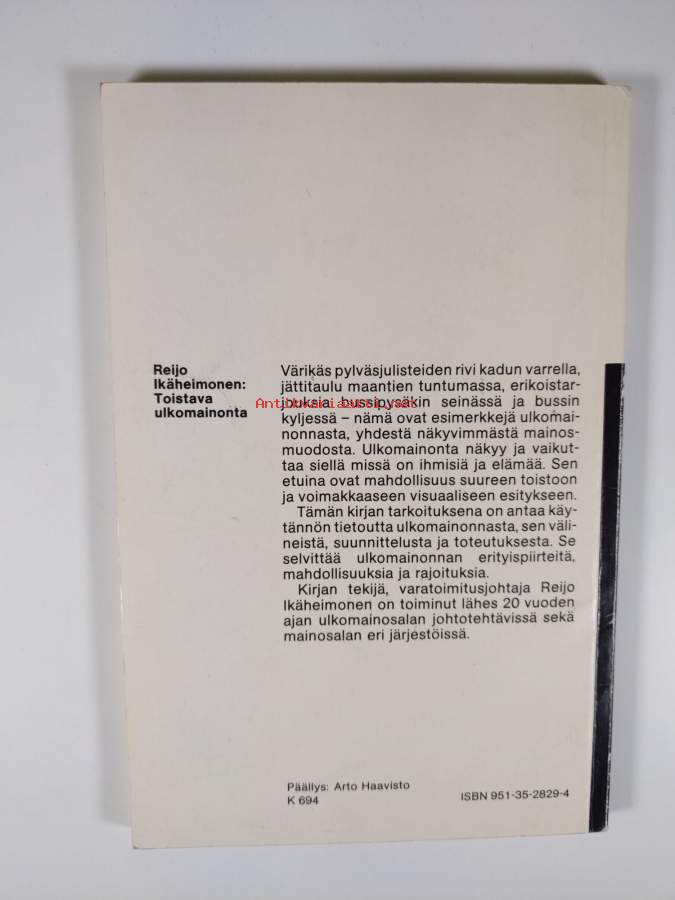 Reijo
Ikäheimonen:
Toistava
ulkomainonta
Värikäs pylväsjulisteiden rivi kadun varrella,
jättitaulu maantien tuntumassa, erikoistar-
joituksia bussipysäkin seinässä ja bussin
kyljessä – nämä ovat esimerkkejä ulkomai-
nonnasta, yhdestä näkyvimmästä mainos-
muodosta. Ulkomainonta näkyy ja vaikut-
taa siellä missä on ihmisiä ja elämää. Sen
etuina ovat mahdollisuus suureen toistoon
ja voimakkaaseen visuaaliseen esitykseen.
Tämän kirjan tarkoituksena on antaa käy-
tännön tietoutta ulkomainonnasta, sen väli-
neistä, suunnittelusta ja toteutuksesta. Se
selvittää ulkomainonnan erityispiirteitä,
mahdollisuuksia ja rajoituksia.
Kirjan tekijä, varatoimitusjohtaja Reijo
Ikäheimonen on toiminut lähes 20 vuoden
ajan ulkomainosalan johtotehtävissä sekä
mainosalan eri järjestöissä.
Antikvariaatti.net
Päällys: Arto Haavisto
K 694
ISBN 951-35-2829-4